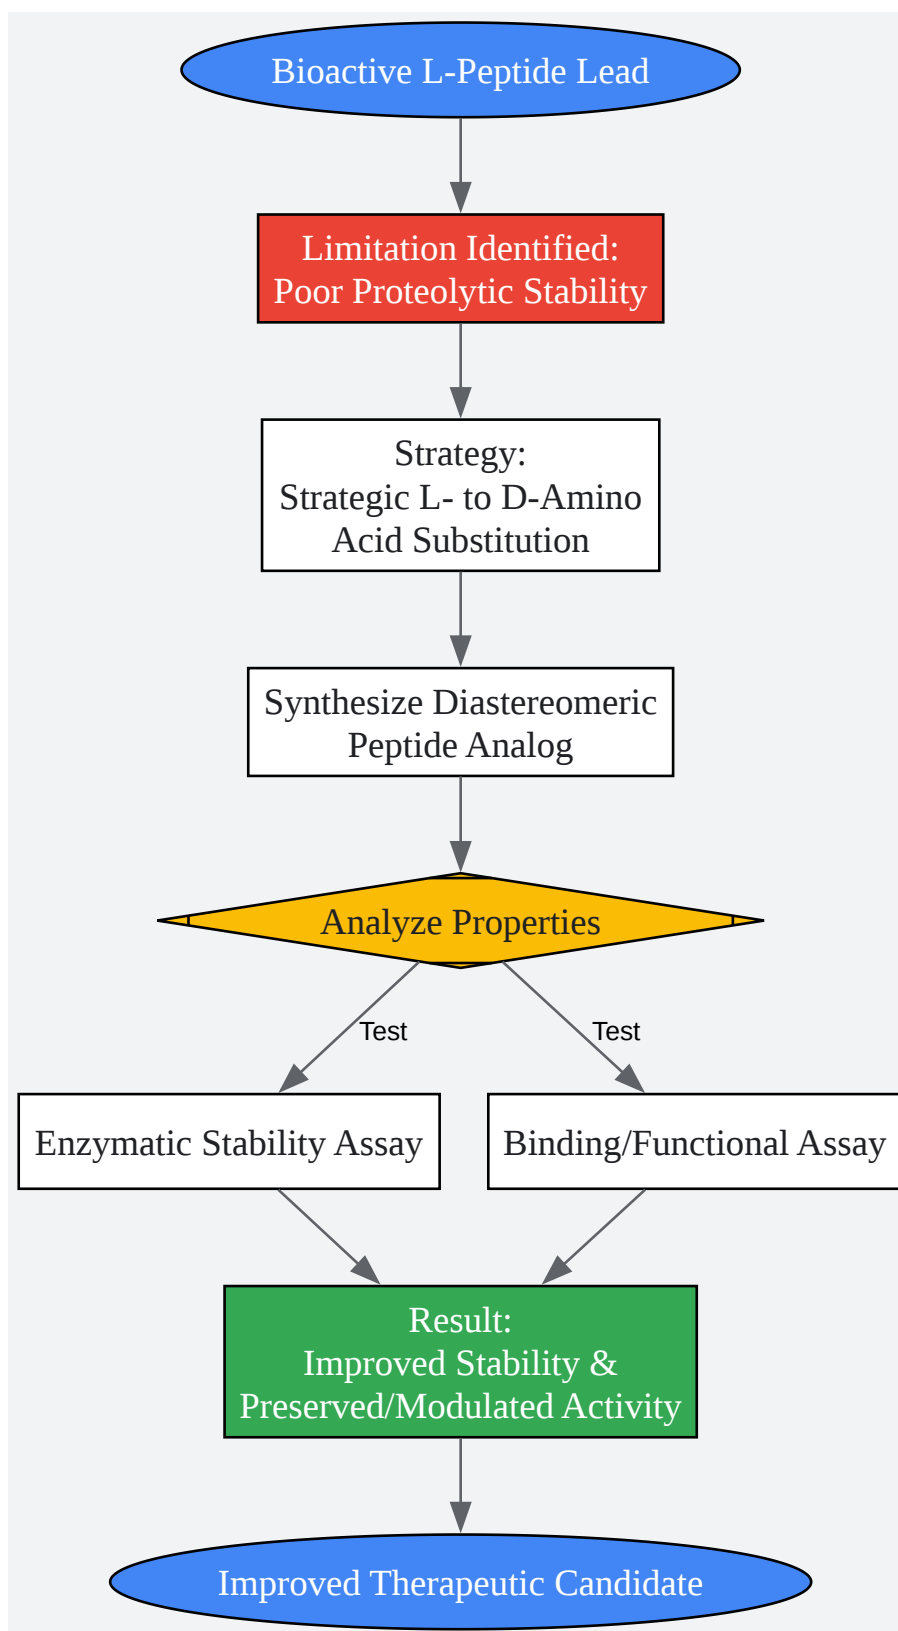 Bioactive L-Peptide Lead
Limitation Identified:
Poor Proteolytic Stability
Strategy:
Strategic L- to D-Amino
Acid Substitution
Synthesize Diastereomeric
Peptide Analog
Analyze Properties
Test
Test
Enzymatic Stability Assay
Binding/Functional Assay
Result:
Improved Stability &
Preserved/Modulated Activity
Improved Therapeutic Candidate